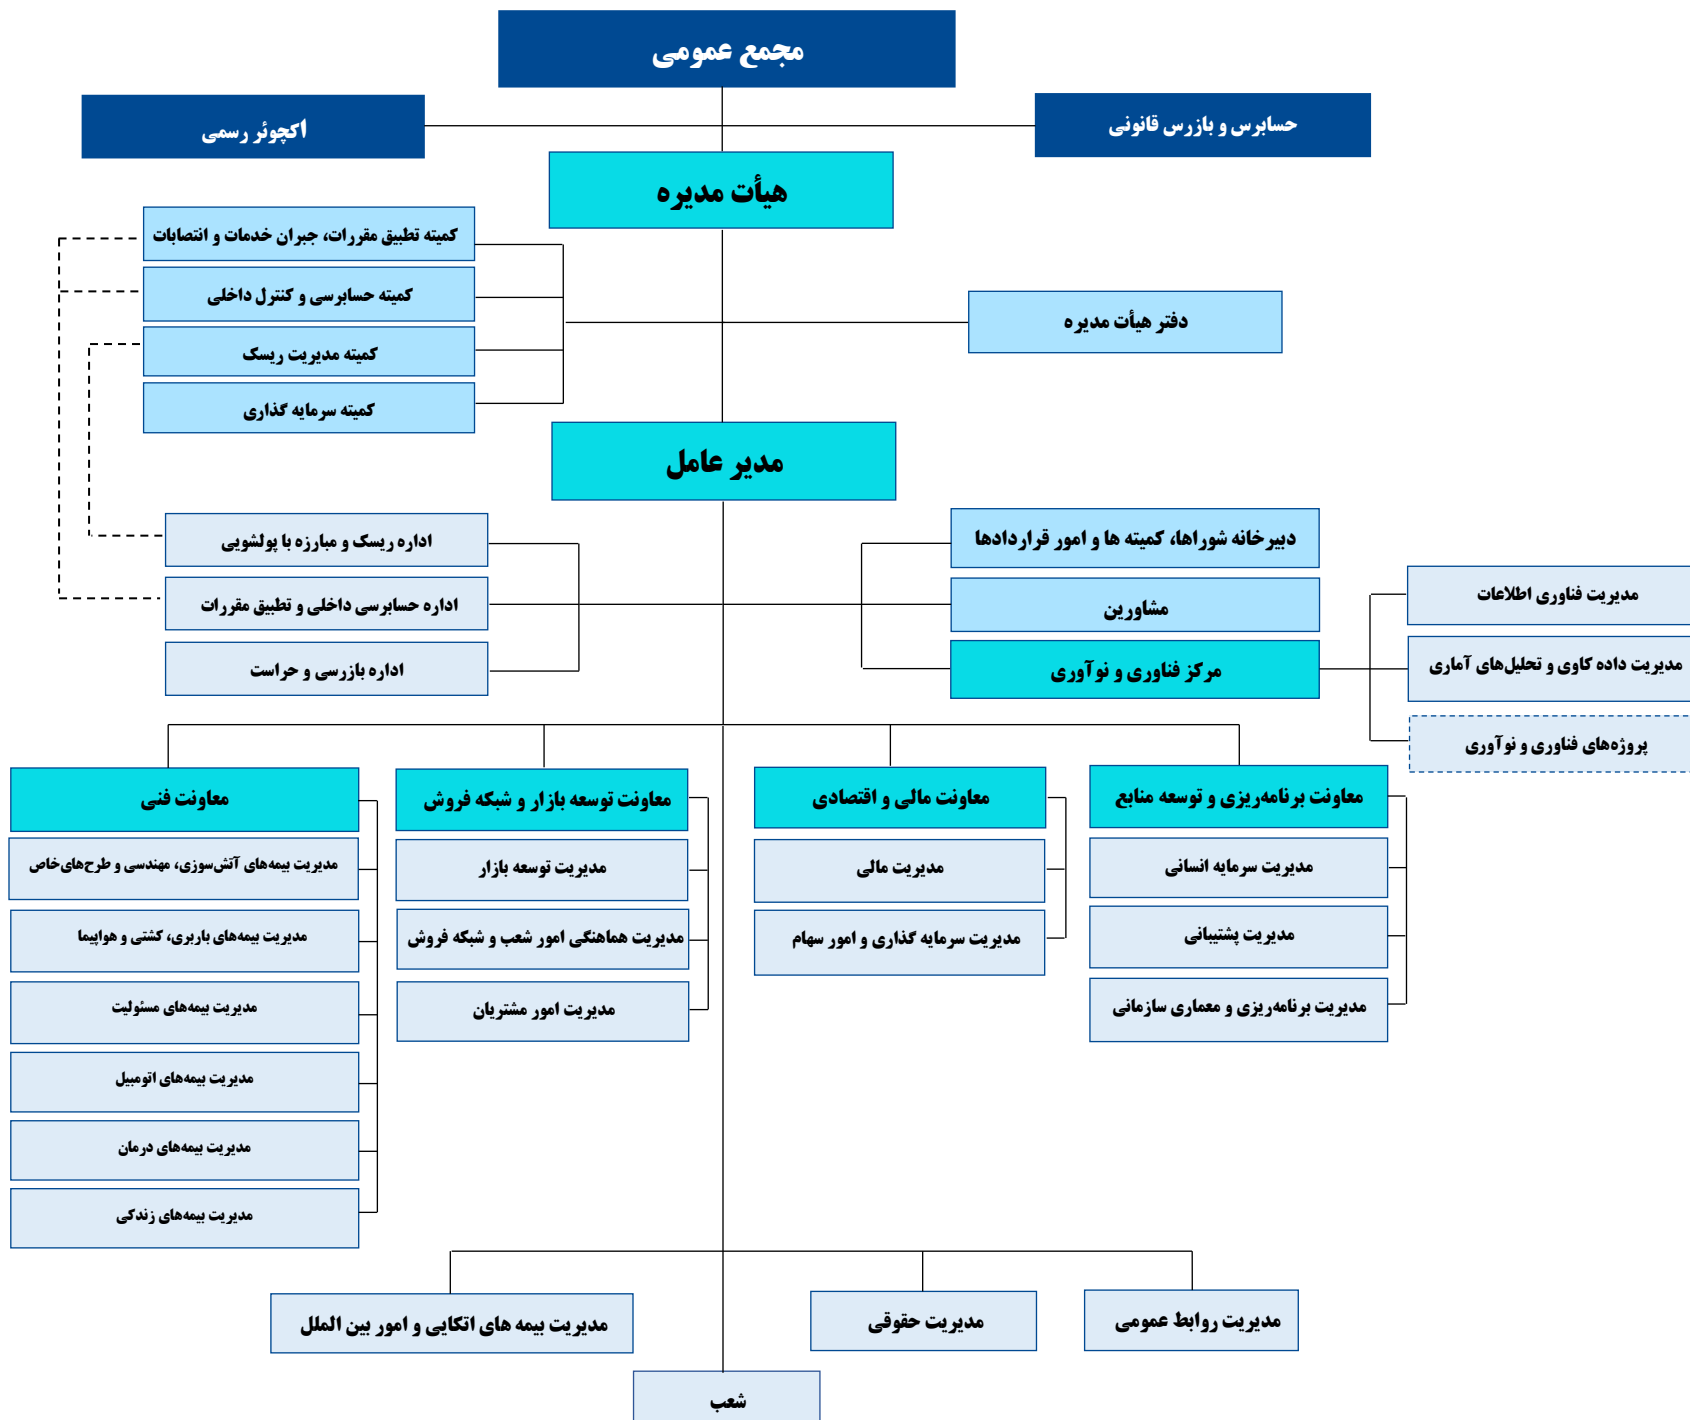 مجمع عمومی
حسابرس و بازرس قانونی
اکچوئر رسمی
هیأت مدیره
کمیته تطبیق مقررات، جبران خدمات و انتصابات
کمیته حسابرسی و کنترل داخلی
کمیته مدیریت ریسک
کمیته سرمایه گذاری
دفتر هیأت مدیره
مدیر عامل
دبیرخانه شوراها، کمیته ها و امور قراردادها
مشاورین
مرکز فناوری و نوآوری
اداره ریسک و مبارزه با پولشویی
اداره حسابرسی داخلی و تطبیق مقررات
اداره بازرسی و حراست
مدیریت فناوری اطلاعات
مدیریت داده کاوی و تحلیل‌های آماری
پروژه‌های فناوری و نوآوری
معاونت برنامه‌ریزی و توسعه منابع
مدیریت سرمایه انسانی
مدیریت پشتیبانی
مدیریت برنامه‌ریزی و معماری سازمانی
معاونت مالی و اقتصادی
مدیریت مالی
مدیریت سرمایه گذاری و امور سهام
معاونت توسعه بازار و شبکه فروش
مدیریت توسعه بازار
مدیریت هماهنگی امور شعب و شبکه فروش
مدیریت امور مشتریان
معاونت فنی
مدیریت بیمه‌های آتش‌سوزی، مهندسی و طرح‌های‌خاص
مدیریت بیمه‌های باربری، کشتی و هواپیما
مدیریت بیمه‌های مسئولیت
مدیریت بیمه‌های اتومبیل
مدیریت بیمه‌های درمان
مدیریت بیمه‌های زندگی
مدیریت روابط عمومی
مدیریت حقوقی
مدیریت بیمه های اتکایی و امور بین الملل
شعب